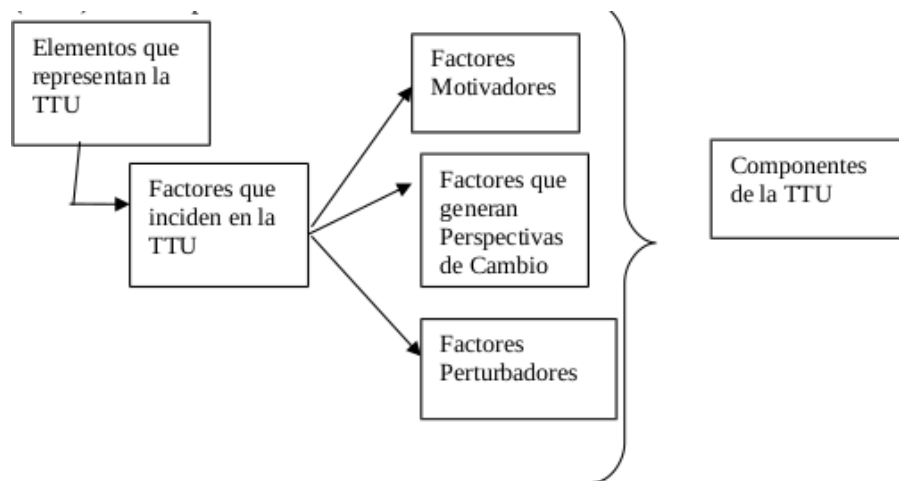 Elementos que
representan la
TTU
Factores que
inciden en la
TTU
Factores
Motivadores
Factores que
generan
Perspectivas
de Cambio
Factores
Perturbadores
Componentes
de la TTU